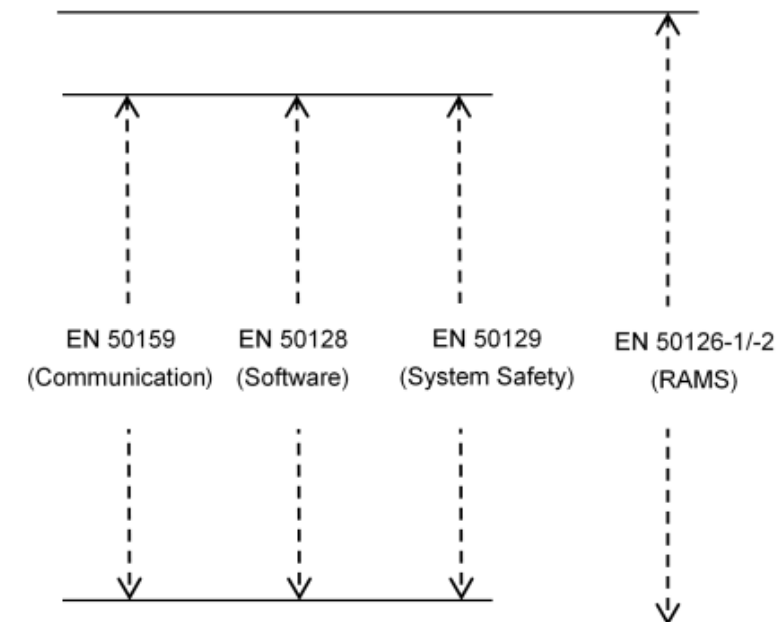 EN 50159
(Communication)
EN 50128
(Software)
EN 50129
(System Safety)
EN 50126-1/-2
(RAMS)